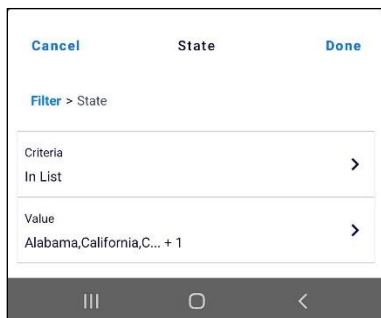 Cancel State Done
Filter > State
Criteria
In List
Value
Alabama,California,C... + 1